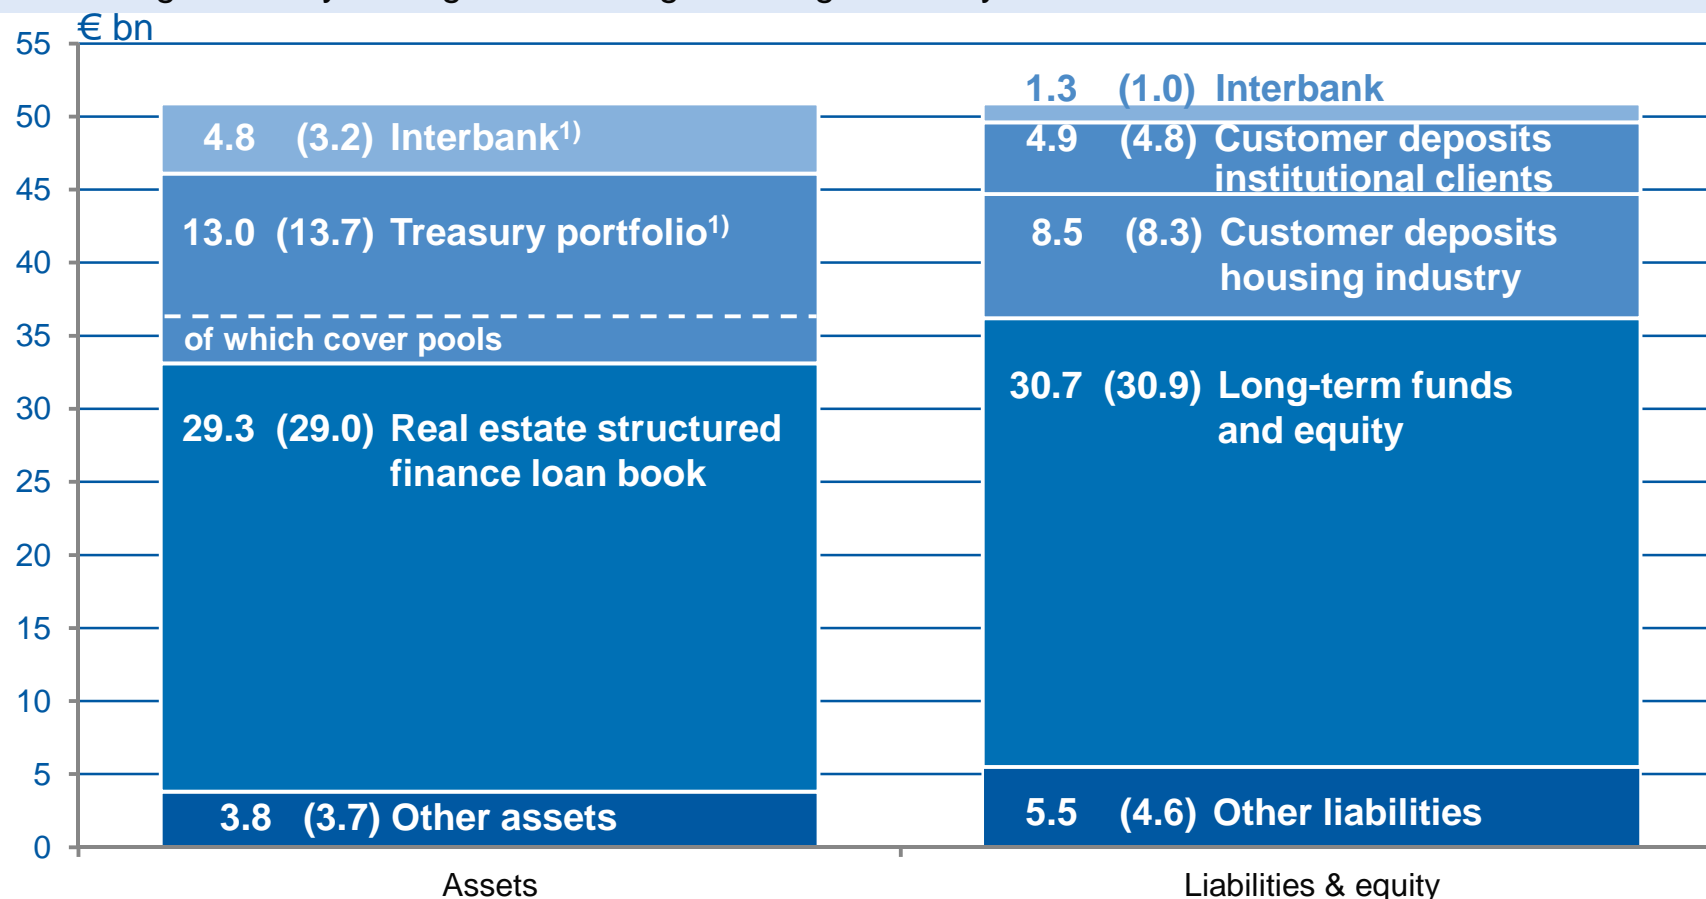 € bn
55
50
45
40
35
30
25
20
15
10
5
0
4.8 (3.2) Interbank1)
13.0 (13.7) Treasury portfolio1)
of which cover pools
29.3 (29.0) Real estate structured
finance loan book
3.8 (3.7) Other assets
1.3 (1.0) Interbank
4.9 (4.8) Customer deposits
institutional clients
8.5 (8.3) Customer deposits
housing industry
30.7 (30.9) Long-term funds
and equity
5.5 (4.6) Other liabilities
Assets
Liabilities & equity